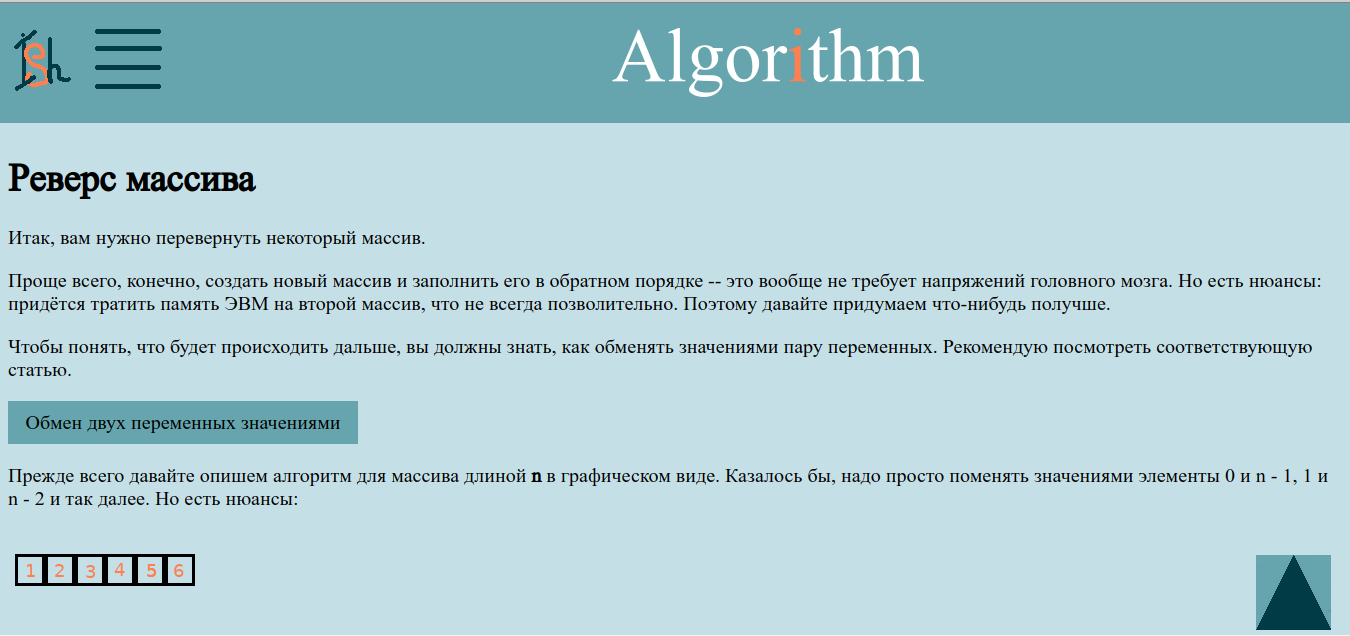 Algorithm
Реверс массива
Итак, вам нужно перевернуть некоторый массив.
Проще всего, конечно, создать новый массив и заполнить его в обратном порядке -- это вообще не требует напряжений головного мозга. Но есть нюансы:
придётся тратить память ЭВМ на второй массив, что не всегда позволительно. Поэтому давайте придумаем что-нибудь получше.
Чтобы понять, что будет происходить дальше, вы должны знать, как обменять значениями пару переменных. Рекомендую посмотреть соответствующую
статью.
Обмен двух переменных значениями
Прежде всего давайте опишем алгоритм для массива длиной n в графическом виде. Казалось бы, надо просто поменять значениями элементы 0 и n - 1, 1 и
n - 2 и так далее. Но есть нюансы:
1 2 3 4 5 6